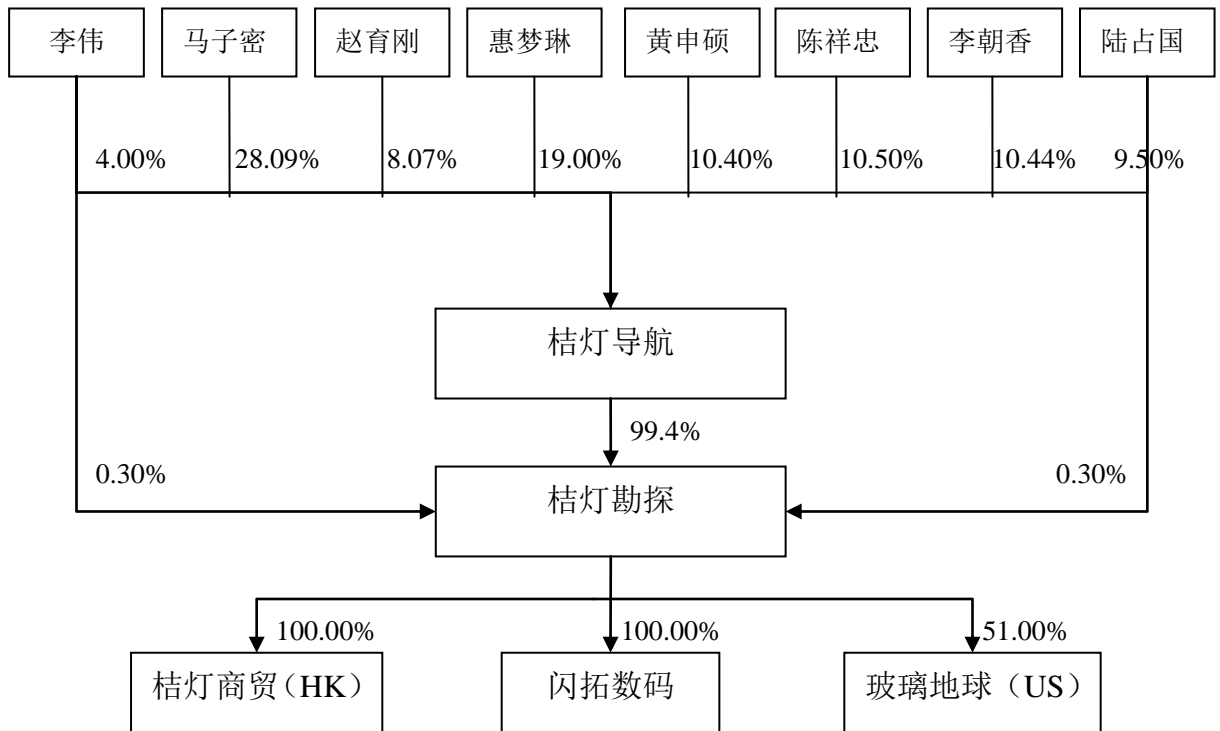 李伟 马子密 赵育刚 惠梦琳 黄申硕 陈祥忠 李朝香 陆占国
4.00% 28.09% 8.07% 19.00% 10.40% 10.50% 10.44% 9.50%
桔灯导航
99.4%
0.30% 0.30%
桔灯勘探
100.00% 100.00% 51.00%
桔灯商贸（HK） 闪拓数码 玻璃地球（US）